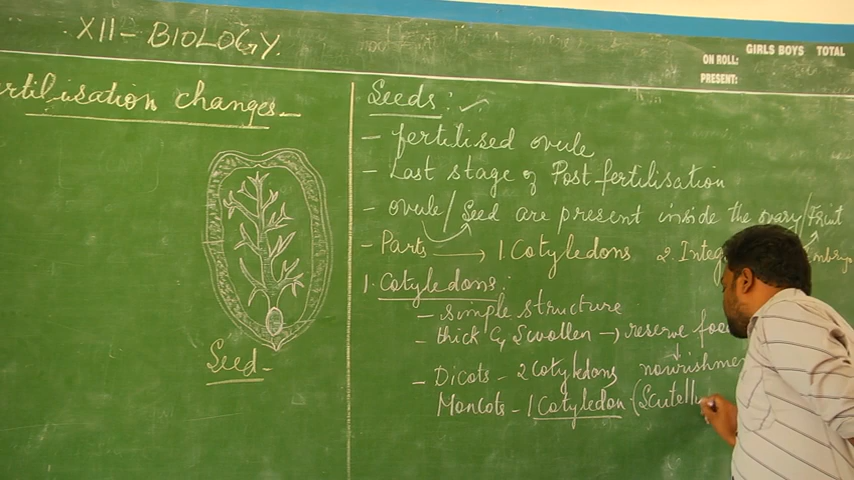 XII - BIOLOGY.
GIRLS BOYS TOTAL
ON ROLL:
PRESENT:
rtilisation changes
Seed
Seeds:
- fertilised ovule
- Last stage of Post-fertilisation
- ovule/Seed are present inside the ovary/Fruit
- Parts → 1. Cotyledons 2. Integ mbryo
1. Cotyledons:
- simple structure
- thick & Swollen → reserve foo
↓
- Dicots - 2 Cotyledons nourishmen
Moncots - 1 Cotyledon (Scutellu